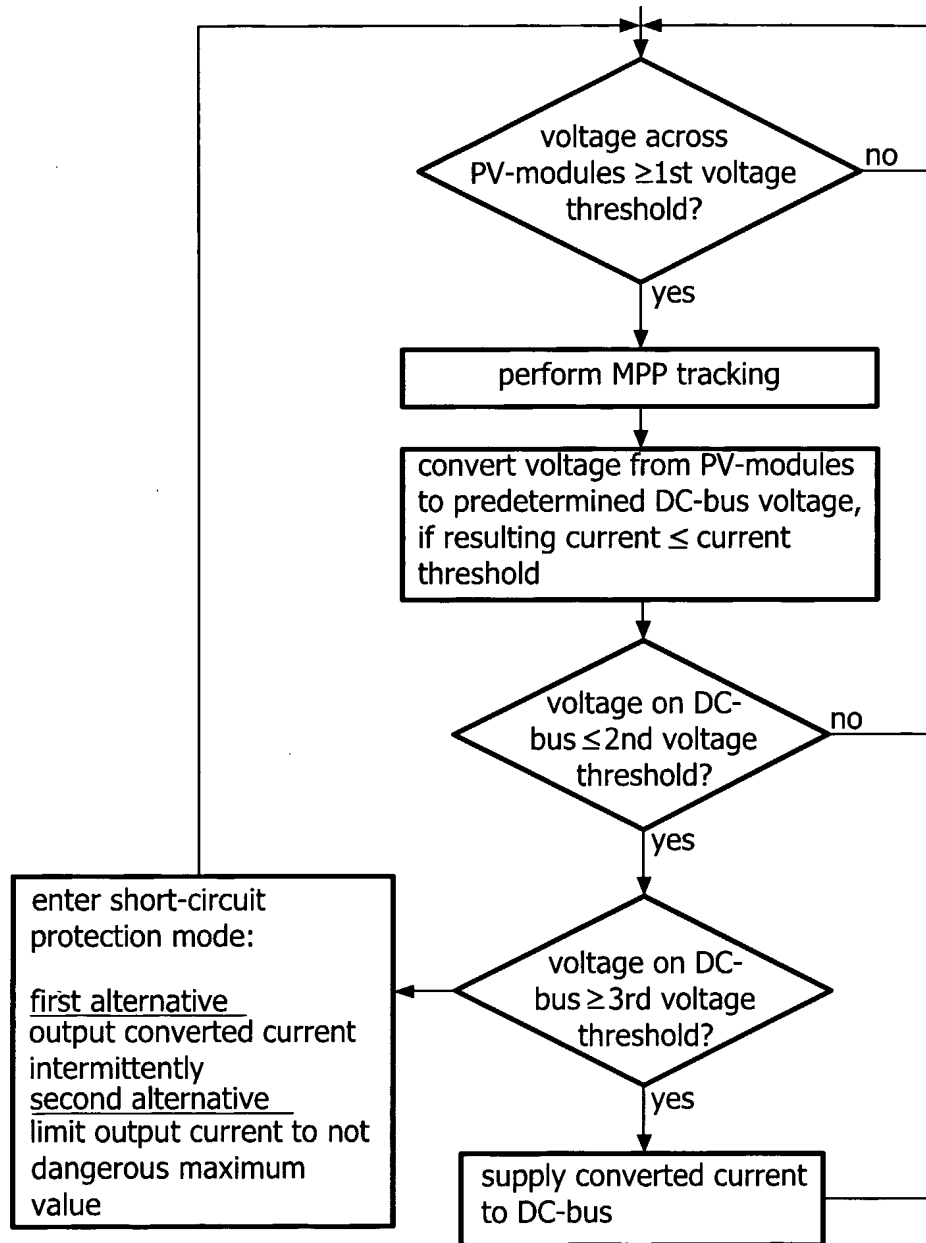 voltage across
PV-modules ≥1st voltage
threshold?
no
yes
perform MPP tracking
convert voltage from PV-modules
to predetermined DC-bus voltage,
if resulting current ≤ current
threshold
voltage on DC-
bus ≤2nd voltage
threshold?
no
yes
voltage on DC-
bus ≥3rd voltage
threshold?
yes
enter short-circuit
protection mode:
first alternative
output converted current
intermittently
second alternative
limit output current to not
dangerous maximum
value
supply converted current
to DC-bus